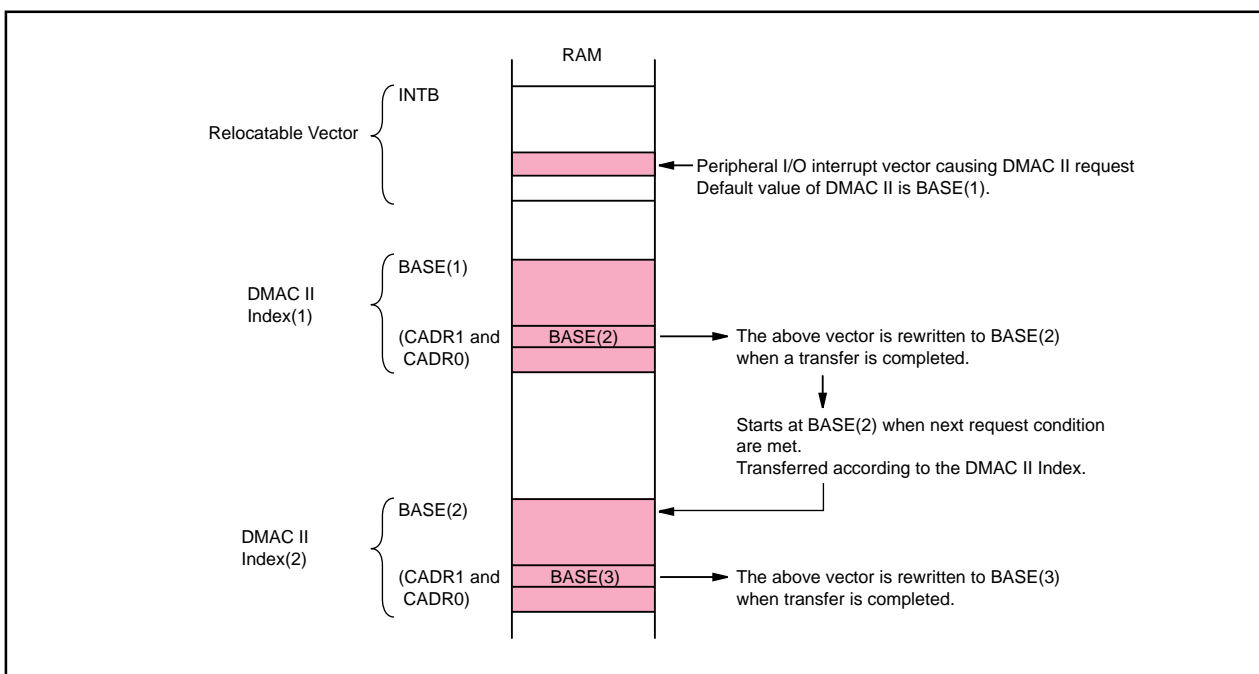 RAM
INTB
Relocatable Vector
Peripheral I/O interrupt vector causing DMAC II request
Default value of DMAC II is BASE(1).
BASE(1)
DMAC II
Index(1)
(CADR1 and
CADR0)
BASE(2)
The above vector is rewritten to BASE(2)
when a transfer is completed.
Starts at BASE(2) when next request condition
are met.
Transferred according to the DMAC II Index.
BASE(2)
DMAC II
Index(2)
(CADR1 and
CADR0)
BASE(3)
The above vector is rewritten to BASE(3)
when transfer is completed.